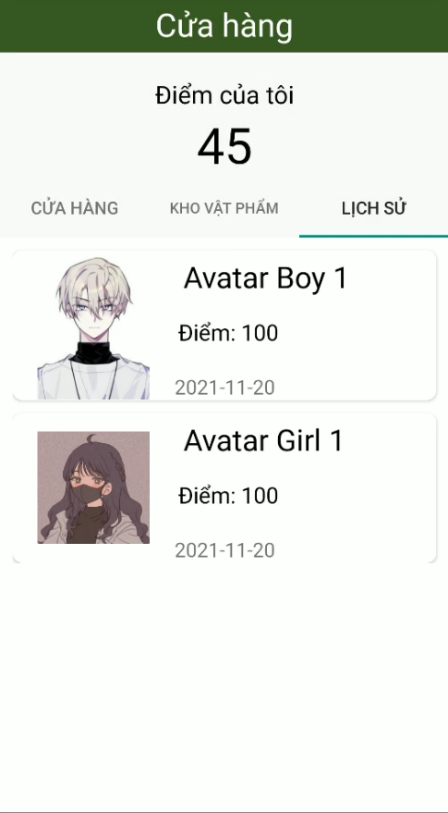 Cửa hàng
Điểm của tôi
45
CỬA HÀNG
KHO VẬT PHẨM
LỊCH SỬ
Avatar Boy 1
Điểm: 100
2021-11-20
Avatar Girl 1
Điểm: 100
2021-11-20